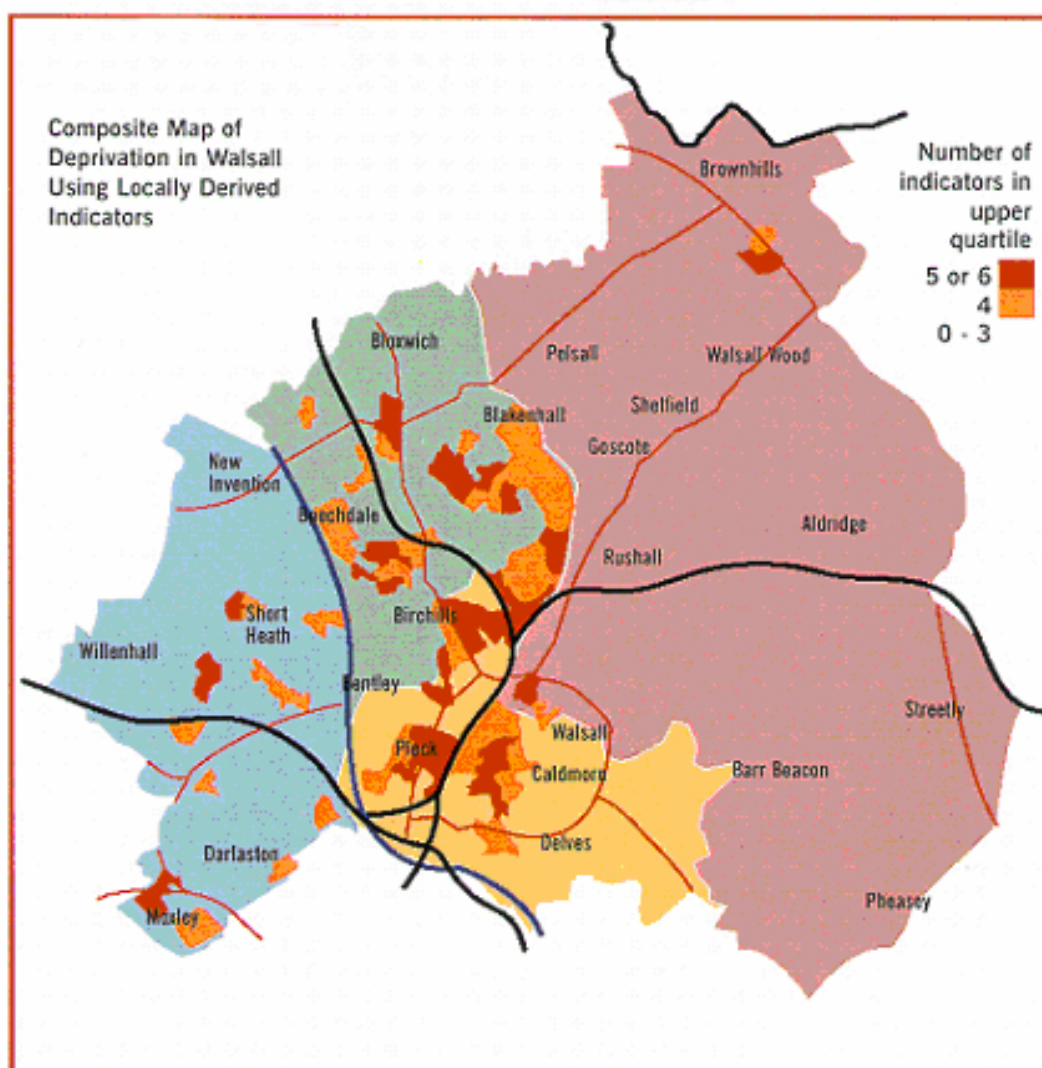 Composite Map of
Deprivation in Walsall
Using Locally Derived
Indicators
Number of
indicators in
upper
quartile
5 or 6
4
0 - 3
Brownhills
Bloxwich
Pelsall
Walsall Wood
Shelfield
Blakenhall
Goscote
New
Invention
Beechdale
Aldridge
Rushall
Birchills
Short
Heath
Willenhall
Bentley
Streetly
Walsall
Pleck
Caldmore
Barr Beacon
Delves
Darlaston
Pheasey
Moxley